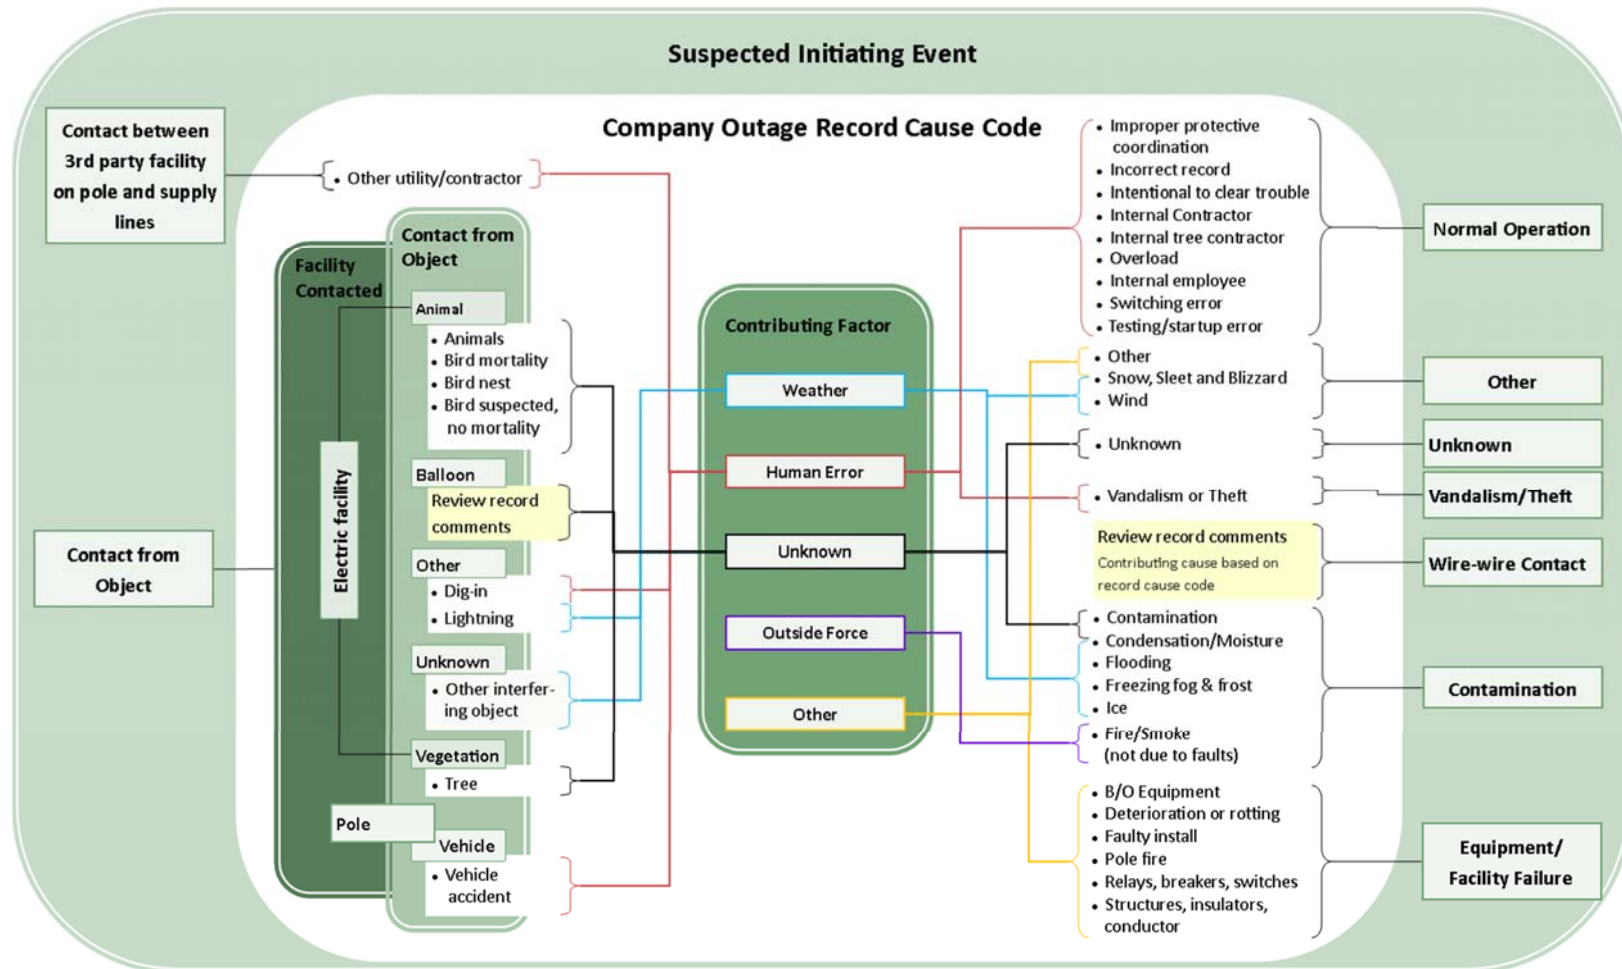 Suspected Initiating Event
Company Outage Record Cause Code
Contact between
3rd party facility
on pole and supply
lines
• Other utility/contractor
Contact from
Object
Facility
Contacted
Contact from
Object
Electric facility
Animal
• Animals
• Bird mortality
• Bird nest
• Bird suspected,
no mortality
Balloon
Review record
comments
Other
• Dig-in
• Lightning
Unknown
• Other interfer-
ing object
Vegetation
• Tree
Pole
Vehicle
• Vehicle
accident
Contributing Factor
Weather
Human Error
Unknown
Outside Force
Other
• Improper protective
coordination
• Incorrect record
• Intentional to clear trouble
• Internal Contractor
• Internal tree contractor
• Overload
• Internal employee
• Switching error
• Testing/startup error
Normal Operation
• Other
• Snow, Sleet and Blizzard
• Wind
Other
• Unknown
Unknown
• Vandalism or Theft
Vandalism/Theft
Review record comments
Contributing cause based on
record cause code
Wire-wire Contact
• Contamination
• Condensation/Moisture
• Flooding
• Freezing fog & frost
• Ice
• Fire/Smoke
(not due to faults)
Contamination
• B/O Equipment
• Deterioration or rotting
• Faulty install
• Pole fire
• Relays, breakers, switches
• Structures, insulators,
conductor
Equipment/
Facility Failure